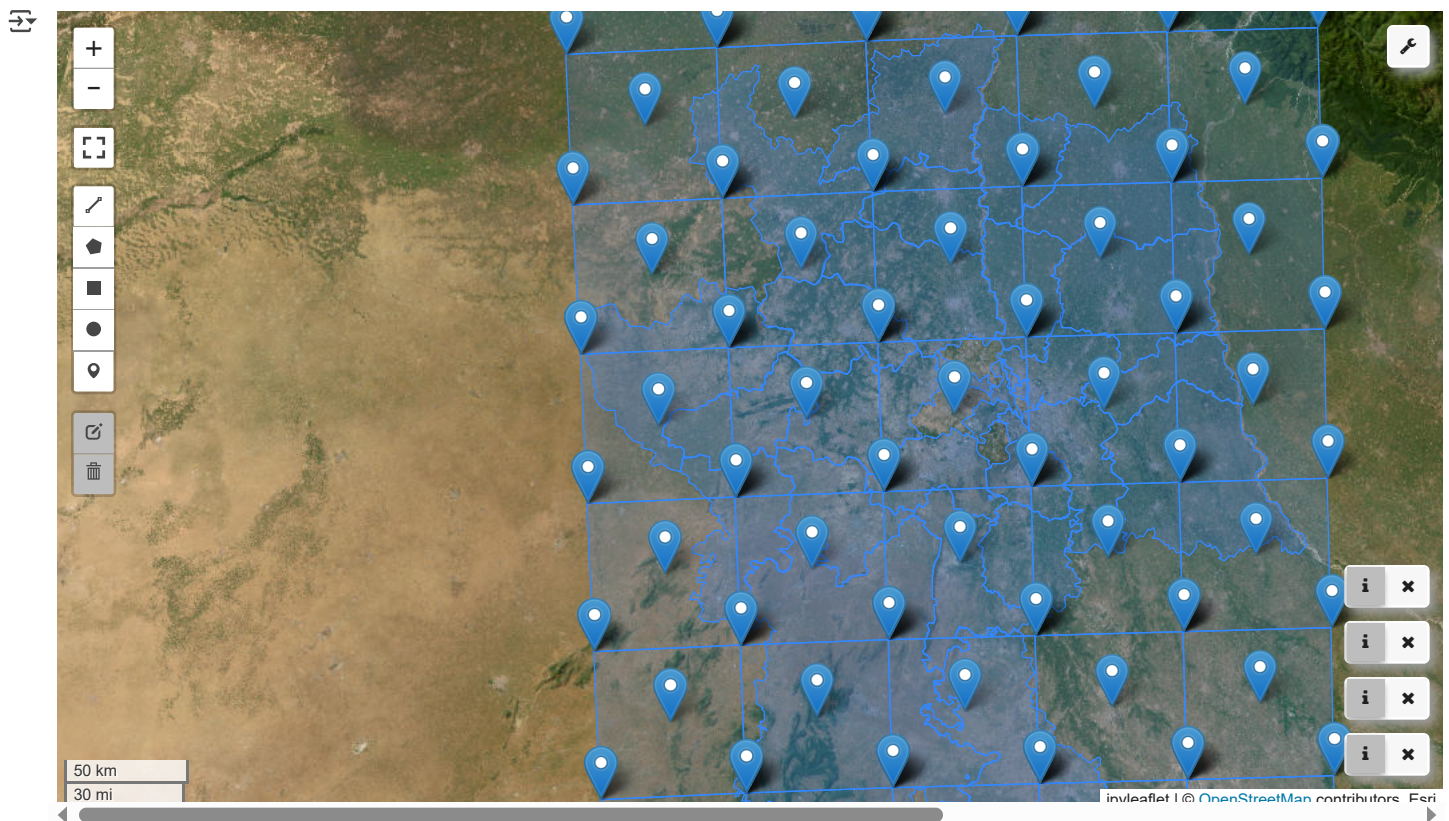 +
−
i ×
i ×
i ×
i ×
50 km
30 mi
ipyleaflet | © OpenStreetMap contributors, Esri